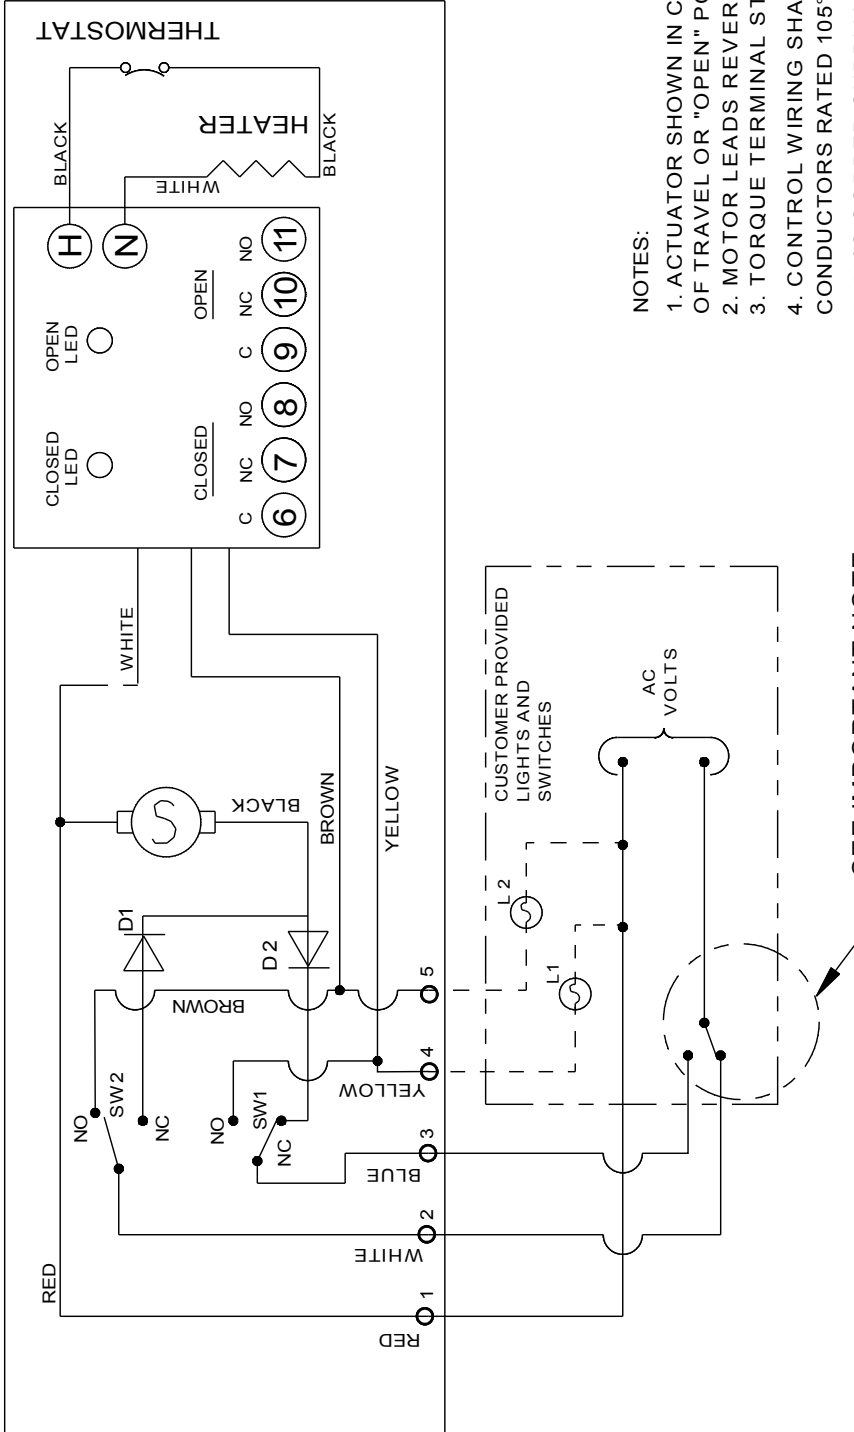 THERMOSTAT
BLACK
HEATER
BLACK
WHITE
H
N
OPEN
LED
CLOSED
LED
OPEN
CLOSED
C
NC
NO
C
NC
NO
6
7
8
9
10
11
WHITE
BLACK
BROWN
YELLOW
D1
D2
BROWN
YELLOW
NO
SW2
NC
NO
SW1
NC
BLUE
WHITE
RED
RED
1
2
3
4
5
CUSTOMER PROVIDED
LIGHTS AND
SWITCHES
L1
L2
AC
VOLTS
NOTES:
1. ACTUATOR SHOWN IN C
OF TRAVEL OR "OPEN" PO
2. MOTOR LEADS REVER
3. TORQUE TERMINAL ST
4. CONTROL WIRING SHA
CONDUCTORS RATED 105°